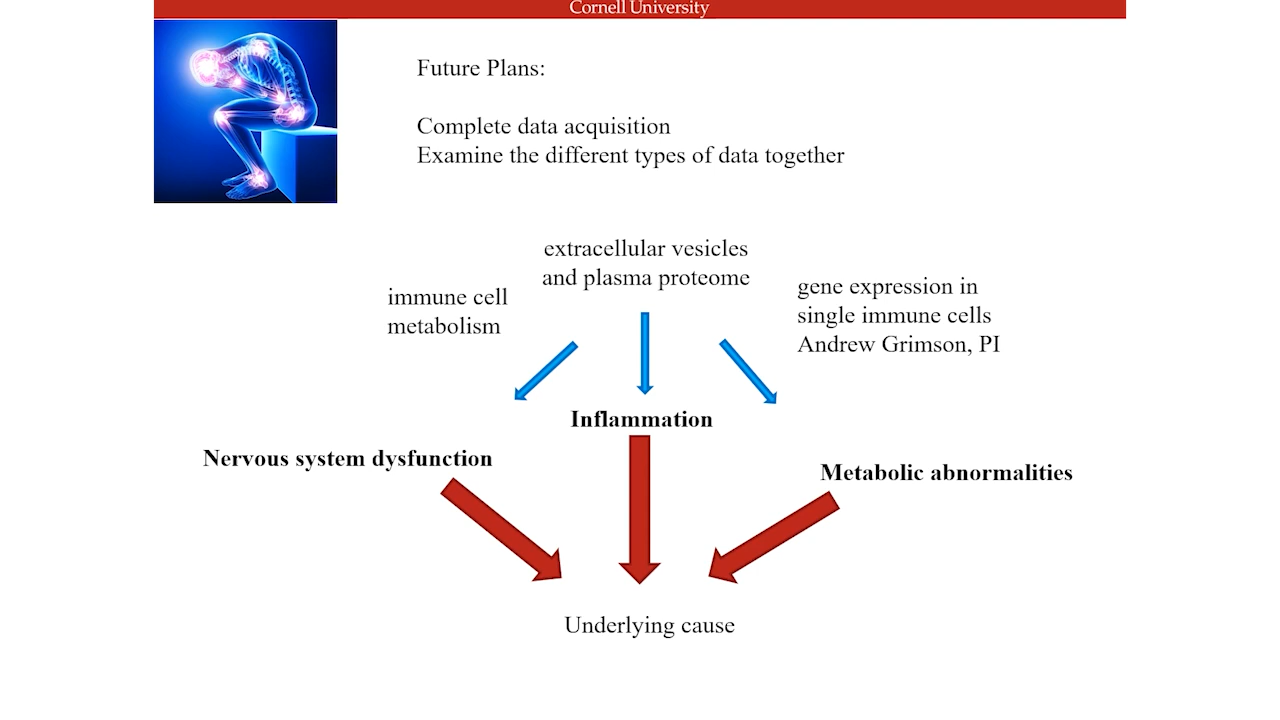 Cornell University
Future Plans:
Complete data acquisition
Examine the different types of data together
extracellular vesicles
and plasma proteome
immune cell
metabolism
gene expression in
single immune cells
Andrew Grimson, PI
Inflammation
Nervous system dysfunction
Metabolic abnormalities
Underlying cause